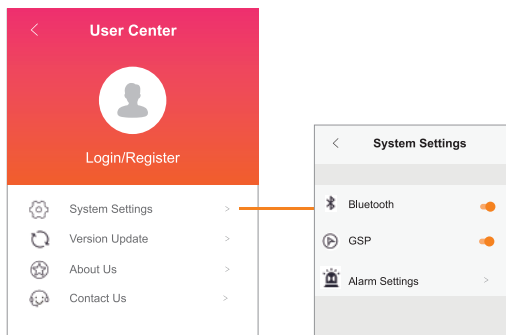 User Center
Login/Register
System Settings
Version Update
About Us
Contact Us
System Settings
Bluetooth
GSP
Alarm Settings